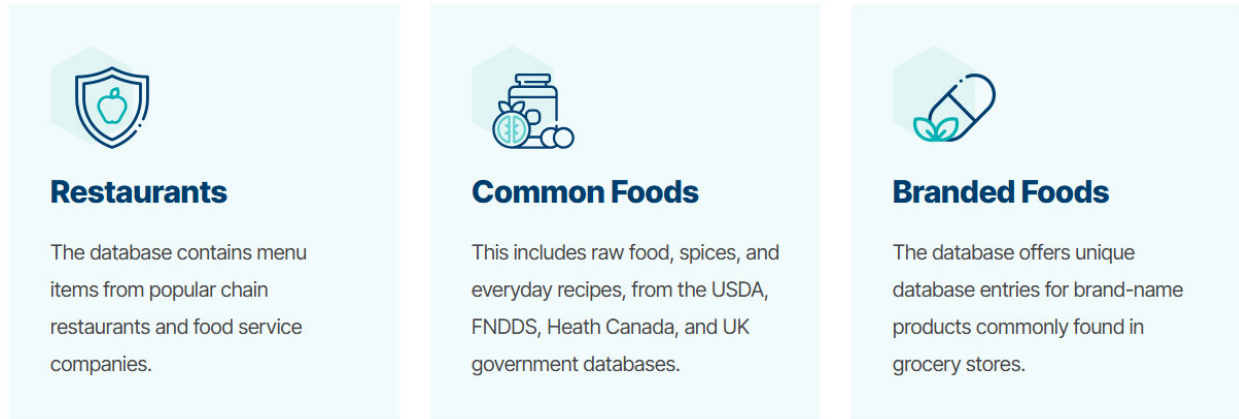 Restaurants
The database contains menu
items from popular chain
restaurants and food service
companies.
Common Foods
This includes raw food, spices, and
everyday recipes, from the USDA,
FNDDS, Heath Canada, and UK
government databases.
Branded Foods
The database offers unique
database entries for brand-name
products commonly found in
grocery stores.